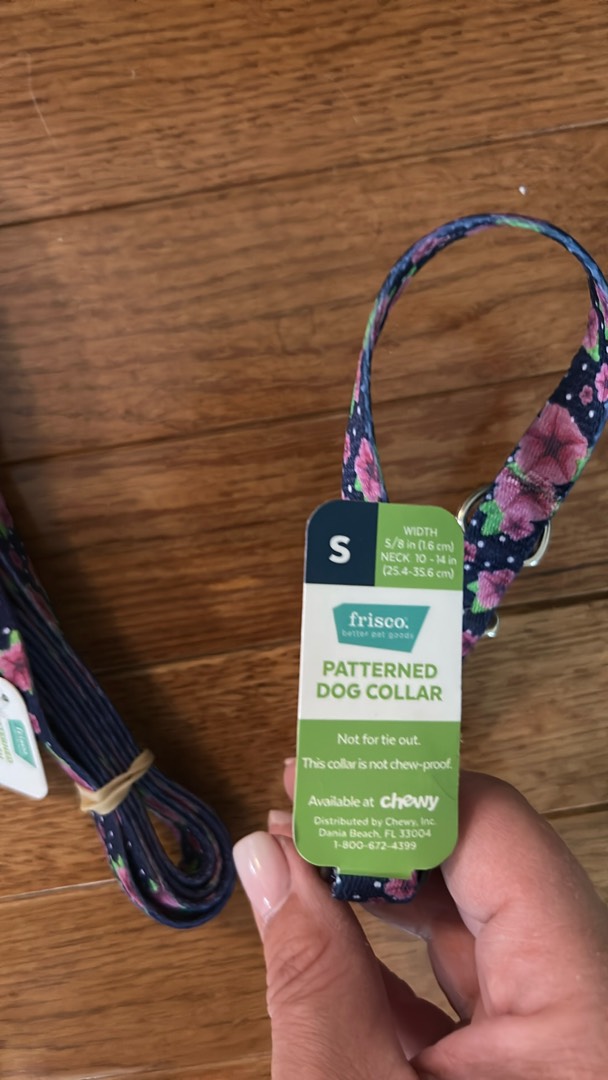 S
WIDTH
5/8 in (1.6 cm)
NECK 10 - 14 in
(25.4-35.6 cm)
frisco.
better pet goods
PATTERNED
DOG COLLAR
Not for tie out.
This collar is not chew-proof.
Available at chewy
Distributed by Chewy, Inc.
Dania Beach, FL 33004
1-800-672-4399
frisco